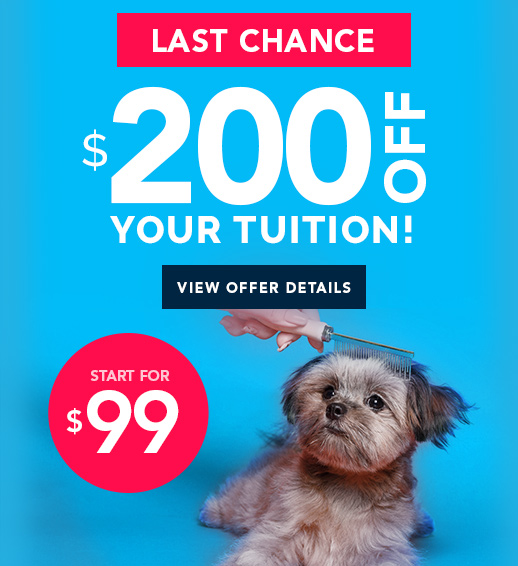 LAST CHANCE
$200 OFF
YOUR TUITION!
VIEW OFFER DETAILS
START FOR
$99